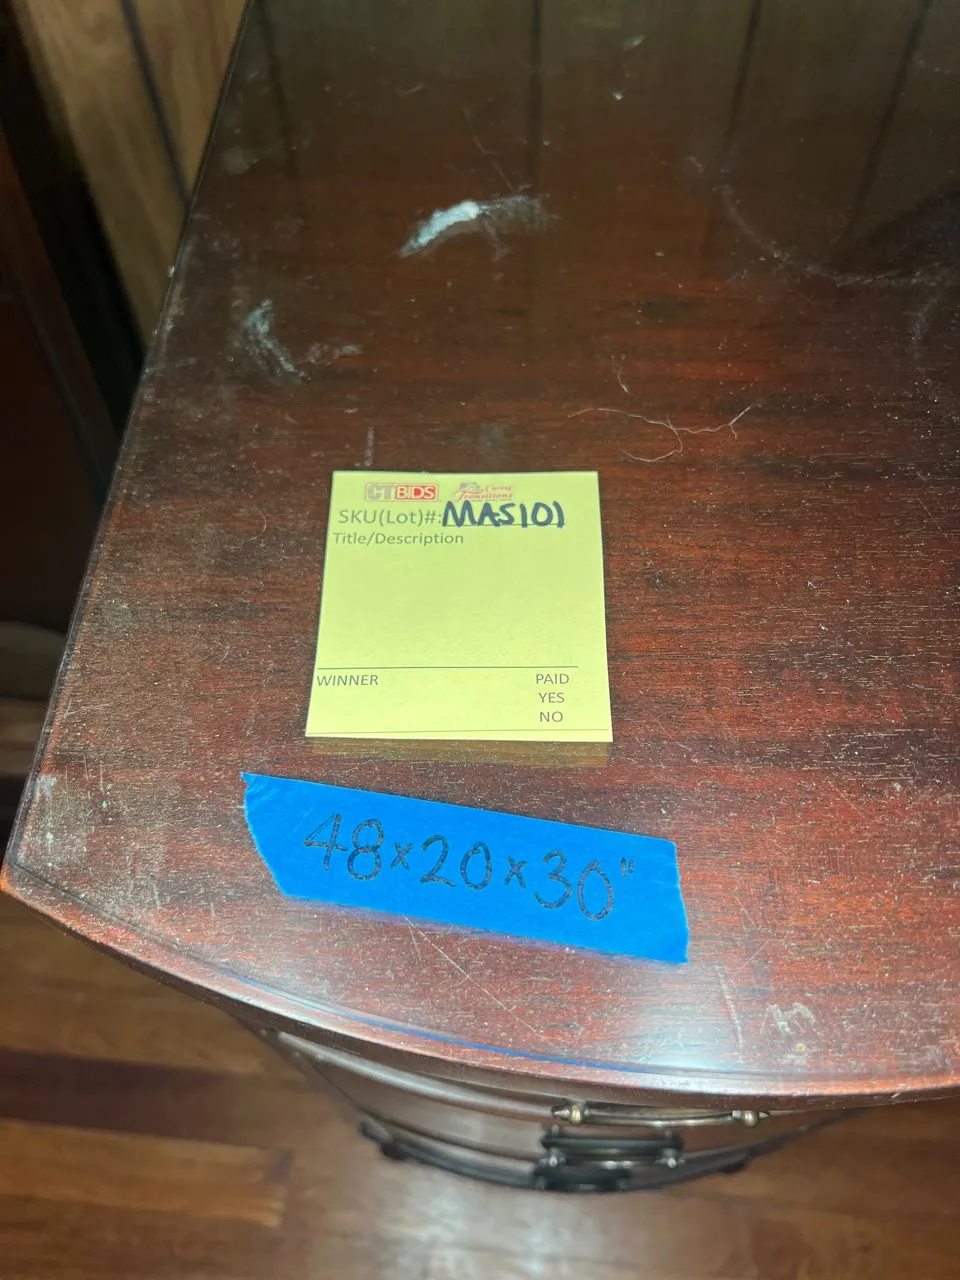 CTBIDS Caring Transitions
SKU(Lot)#: MAS101
Title/Description
WINNER PAID
YES
NO
48x20x30"